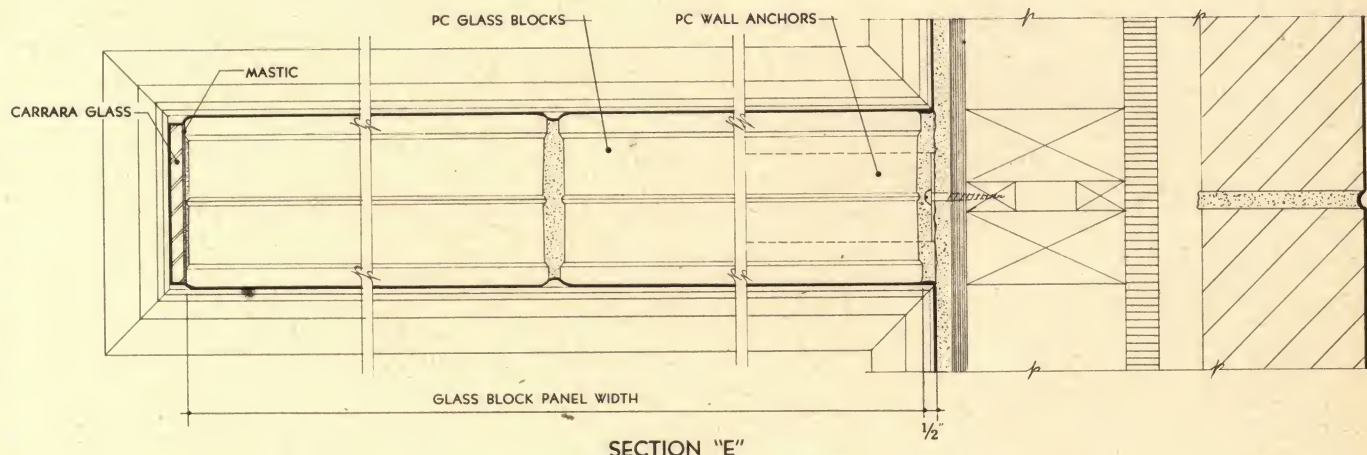 PC GLASS BLOCKS
PC WALL ANCHORS
MASTIC
CARRARA GLASS
GLASS BLOCK PANEL WIDTH
1/2"
SECTION "E"